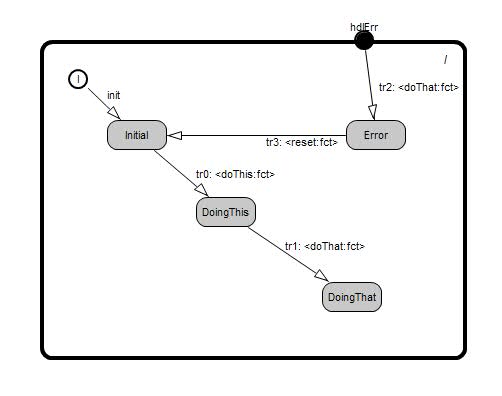 hdlErr
/
I
init
tr2: <doThat:fct>
Initial
Error
tr3: <reset:fct>
tr0: <doThis:fct>
DoingThis
tr1: <doThat:fct>
DoingThat